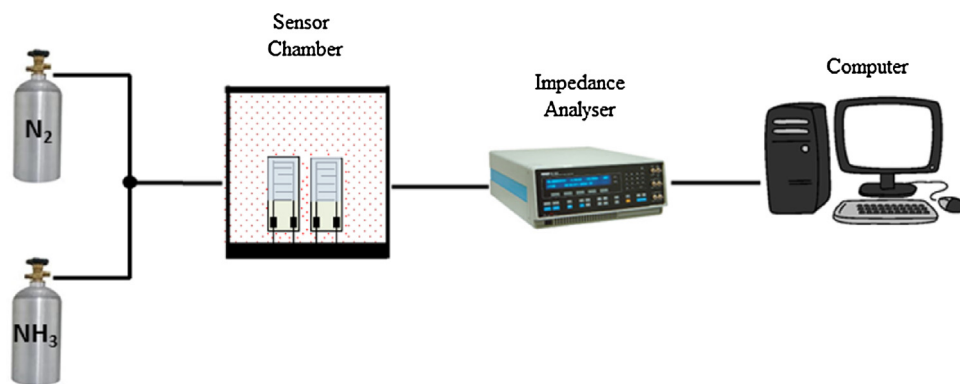 Sensor
Chamber
Impedance
Analyser
Computer
N₂
NH₃